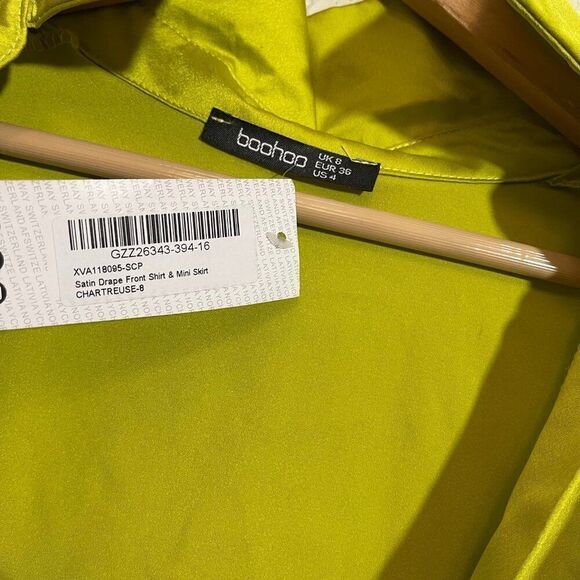 boohoo
UK 8
EUR 36
US 4
GZZ26343-394-16
XVA118095-SCP
Satin Drape Front Shirt & Mini Skirt
CHARTREUSE-8